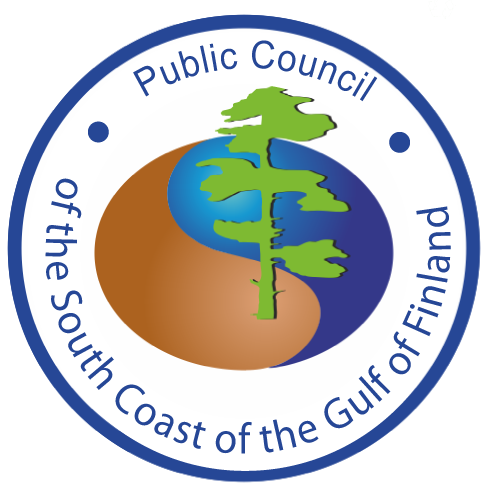 Public Council
of the South Coast of the Gulf of Finland